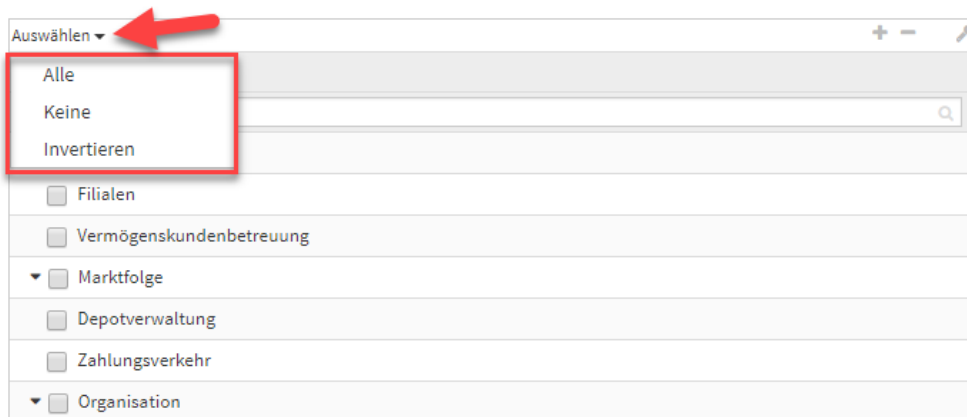 Auswählen
Alle
Keine
Invertieren
Filialen
Vermögenskundenbetreuung
Marktfolge
Depotverwaltung
Zahlungsverkehr
Organisation